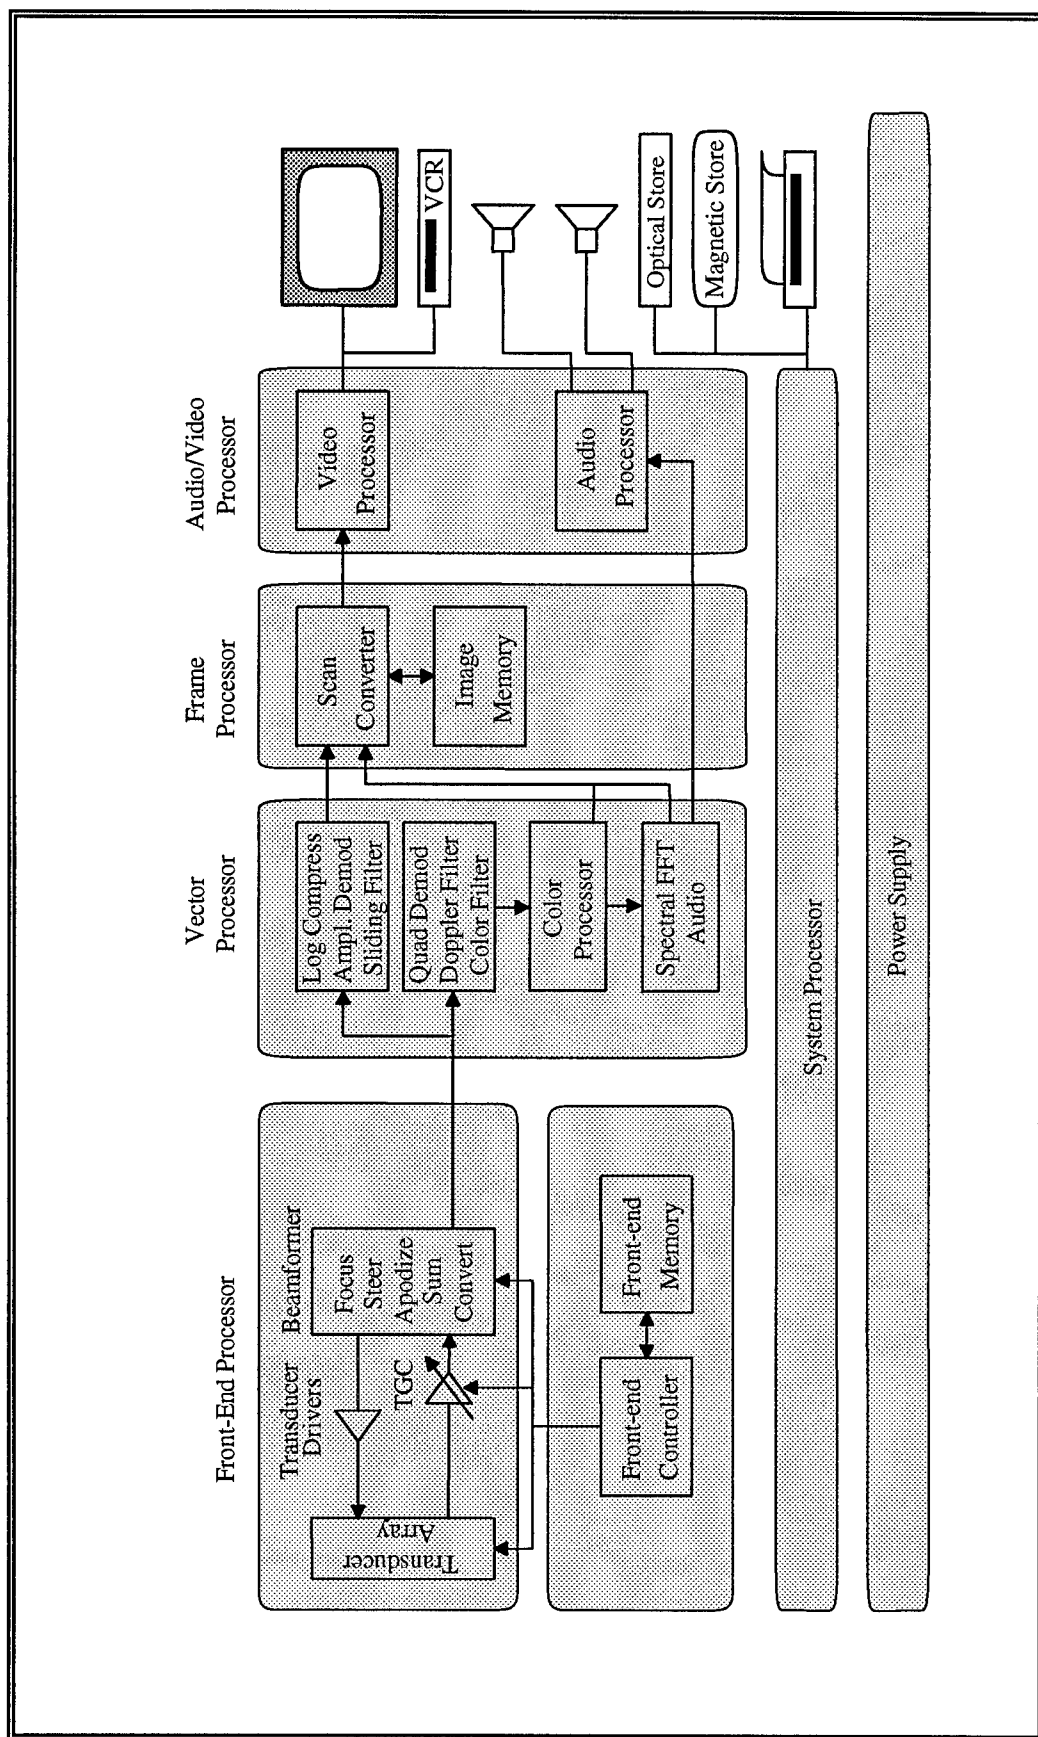 Front-End Processor
Vector
Processor
Frame
Processor
Audio/Video
Processor
Transducer
Drivers
Beamformer
TGC
Transducer
Array
Focus
Steer
Apodize
Sum
Convert
Front-end
Controller
Front-end
Memory
Log Compress
Ampl. Demod
Sliding Filter
Quad Demod
Doppler Filter
Color Filter
Color
Processor
Spectral FFT
Audio
Scan
Converter
Image
Memory
Video
Processor
Audio
Processor
VCR
Optical Store
Magnetic Store
System Processor
Power Supply